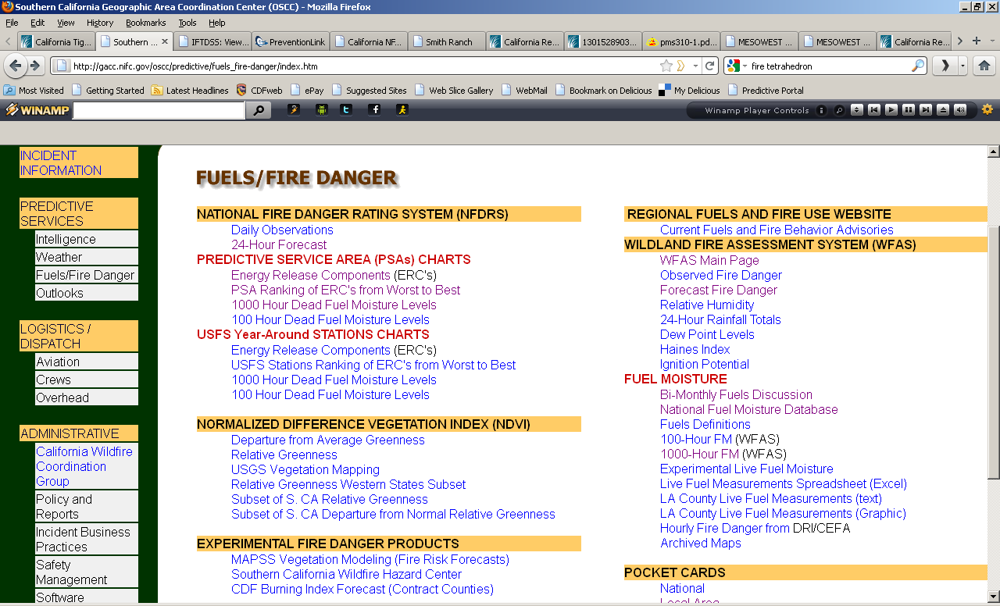 Southern California Geographic Area Coordination Center (OSCC) - Mozilla Firefox
File Edit View History Bookmarks Tools Help
California Tig... Southern ... IFTDSS: View... PreventionLink California NF... Smith Ranch California Re... 1301528903... pms310-1.pd... MESOWEST ... MESOWEST ... California Re...
http://gacc.nifc.gov/oscc/predictive/fuels_fire-danger/index.htm
fire tetrahedron
Most Visited Getting Started Latest Headlines CDFweb ePay Suggested Sites Web Slice Gallery WebMail Bookmark on Delicious My Delicious Predictive Portal
WINAMP
Winamp Player Controls
INCIDENT
INFORMATION
PREDICTIVE
SERVICES
Intelligence
Weather
Fuels/Fire Danger
Outlooks
LOGISTICS /
DISPATCH
Aviation
Crews
Overhead
ADMINISTRATIVE
California Wildfire
Coordination
Group
Policy and
Reports
Incident Business
Practices
Safety
Management
Software
FUELS/FIRE DANGER
NATIONAL FIRE DANGER RATING SYSTEM (NFDRS)
Daily Observations
24-Hour Forecast
PREDICTIVE SERVICE AREA (PSAs) CHARTS
Energy Release Components (ERC's)
PSA Ranking of ERC's from Worst to Best
1000 Hour Dead Fuel Moisture Levels
100 Hour Dead Fuel Moisture Levels
USFS Year-Around STATIONS CHARTS
Energy Release Components (ERC's)
USFS Stations Ranking of ERC's from Worst to Best
1000 Hour Dead Fuel Moisture Levels
100 Hour Dead Fuel Moisture Levels
NORMALIZED DIFFERENCE VEGETATION INDEX (NDVI)
Departure from Average Greenness
Relative Greenness
USGS Vegetation Mapping
Relative Greenness Western States Subset
Subset of S. CA Relative Greenness
Subset of S. CA Departure from Normal Relative Greenness
EXPERIMENTAL FIRE DANGER PRODUCTS
MAPSS Vegetation Modeling (Fire Risk Forecasts)
Southern California Wildfire Hazard Center
CDF Burning Index Forecast (Contract Counties)
REGIONAL FUELS AND FIRE USE WEBSITE
Current Fuels and Fire Behavior Advisories
WILDLAND FIRE ASSESSMENT SYSTEM (WFAS)
WFAS Main Page
Observed Fire Danger
Forecast Fire Danger
Relative Humidity
24-Hour Rainfall Totals
Dew Point Levels
Haines Index
Ignition Potential
FUEL MOISTURE
Bi-Monthly Fuels Discussion
National Fuel Moisture Database
Fuels Definitions
100-Hour FM (WFAS)
1000-Hour FM (WFAS)
Experimental Live Fuel Moisture
Live Fuel Measurements Spreadsheet (Excel)
LA County Live Fuel Measurements (text)
LA County Live Fuel Measurements (Graphic)
Hourly Fire Danger from DRI/CEFA
Archived Maps
POCKET CARDS
National
Local Area